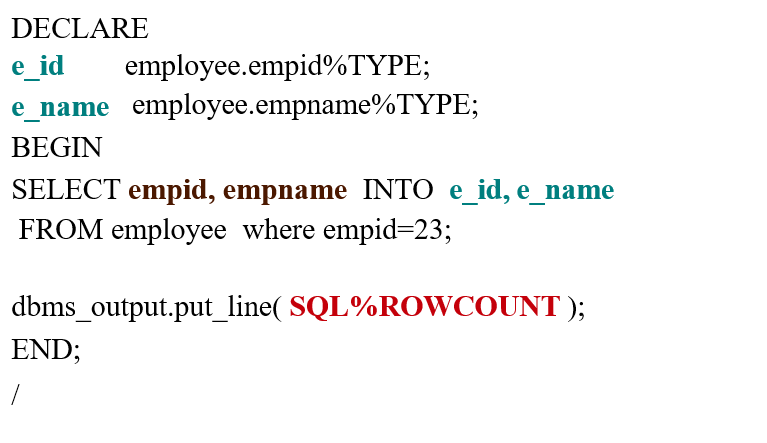 DECLARE
e_id employee.empid%TYPE;
e_name employee.empname%TYPE;
BEGIN
SELECT empid, empname INTO e_id, e_name
FROM employee where empid=23;
dbms_output.put_line( SQL%ROWCOUNT );
END;
/